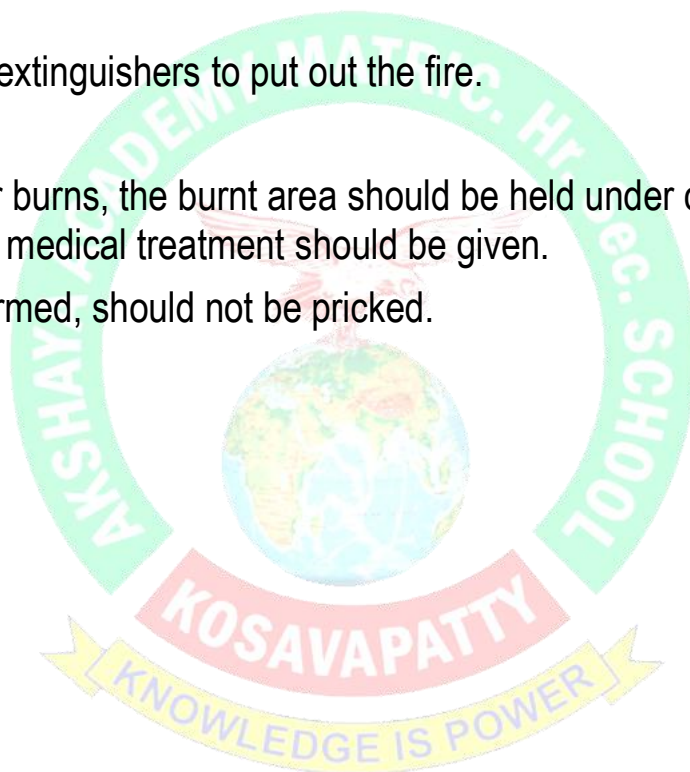 extinguishers to put out the fire.
burns, the burnt area should be held under
medical treatment should be given.
should not be pricked.
AKSHAYA ACADEMY MATRIC. Hr. Sec. SCHOOL
KOSAVAPATTY
KNOWLEDGE IS POWER